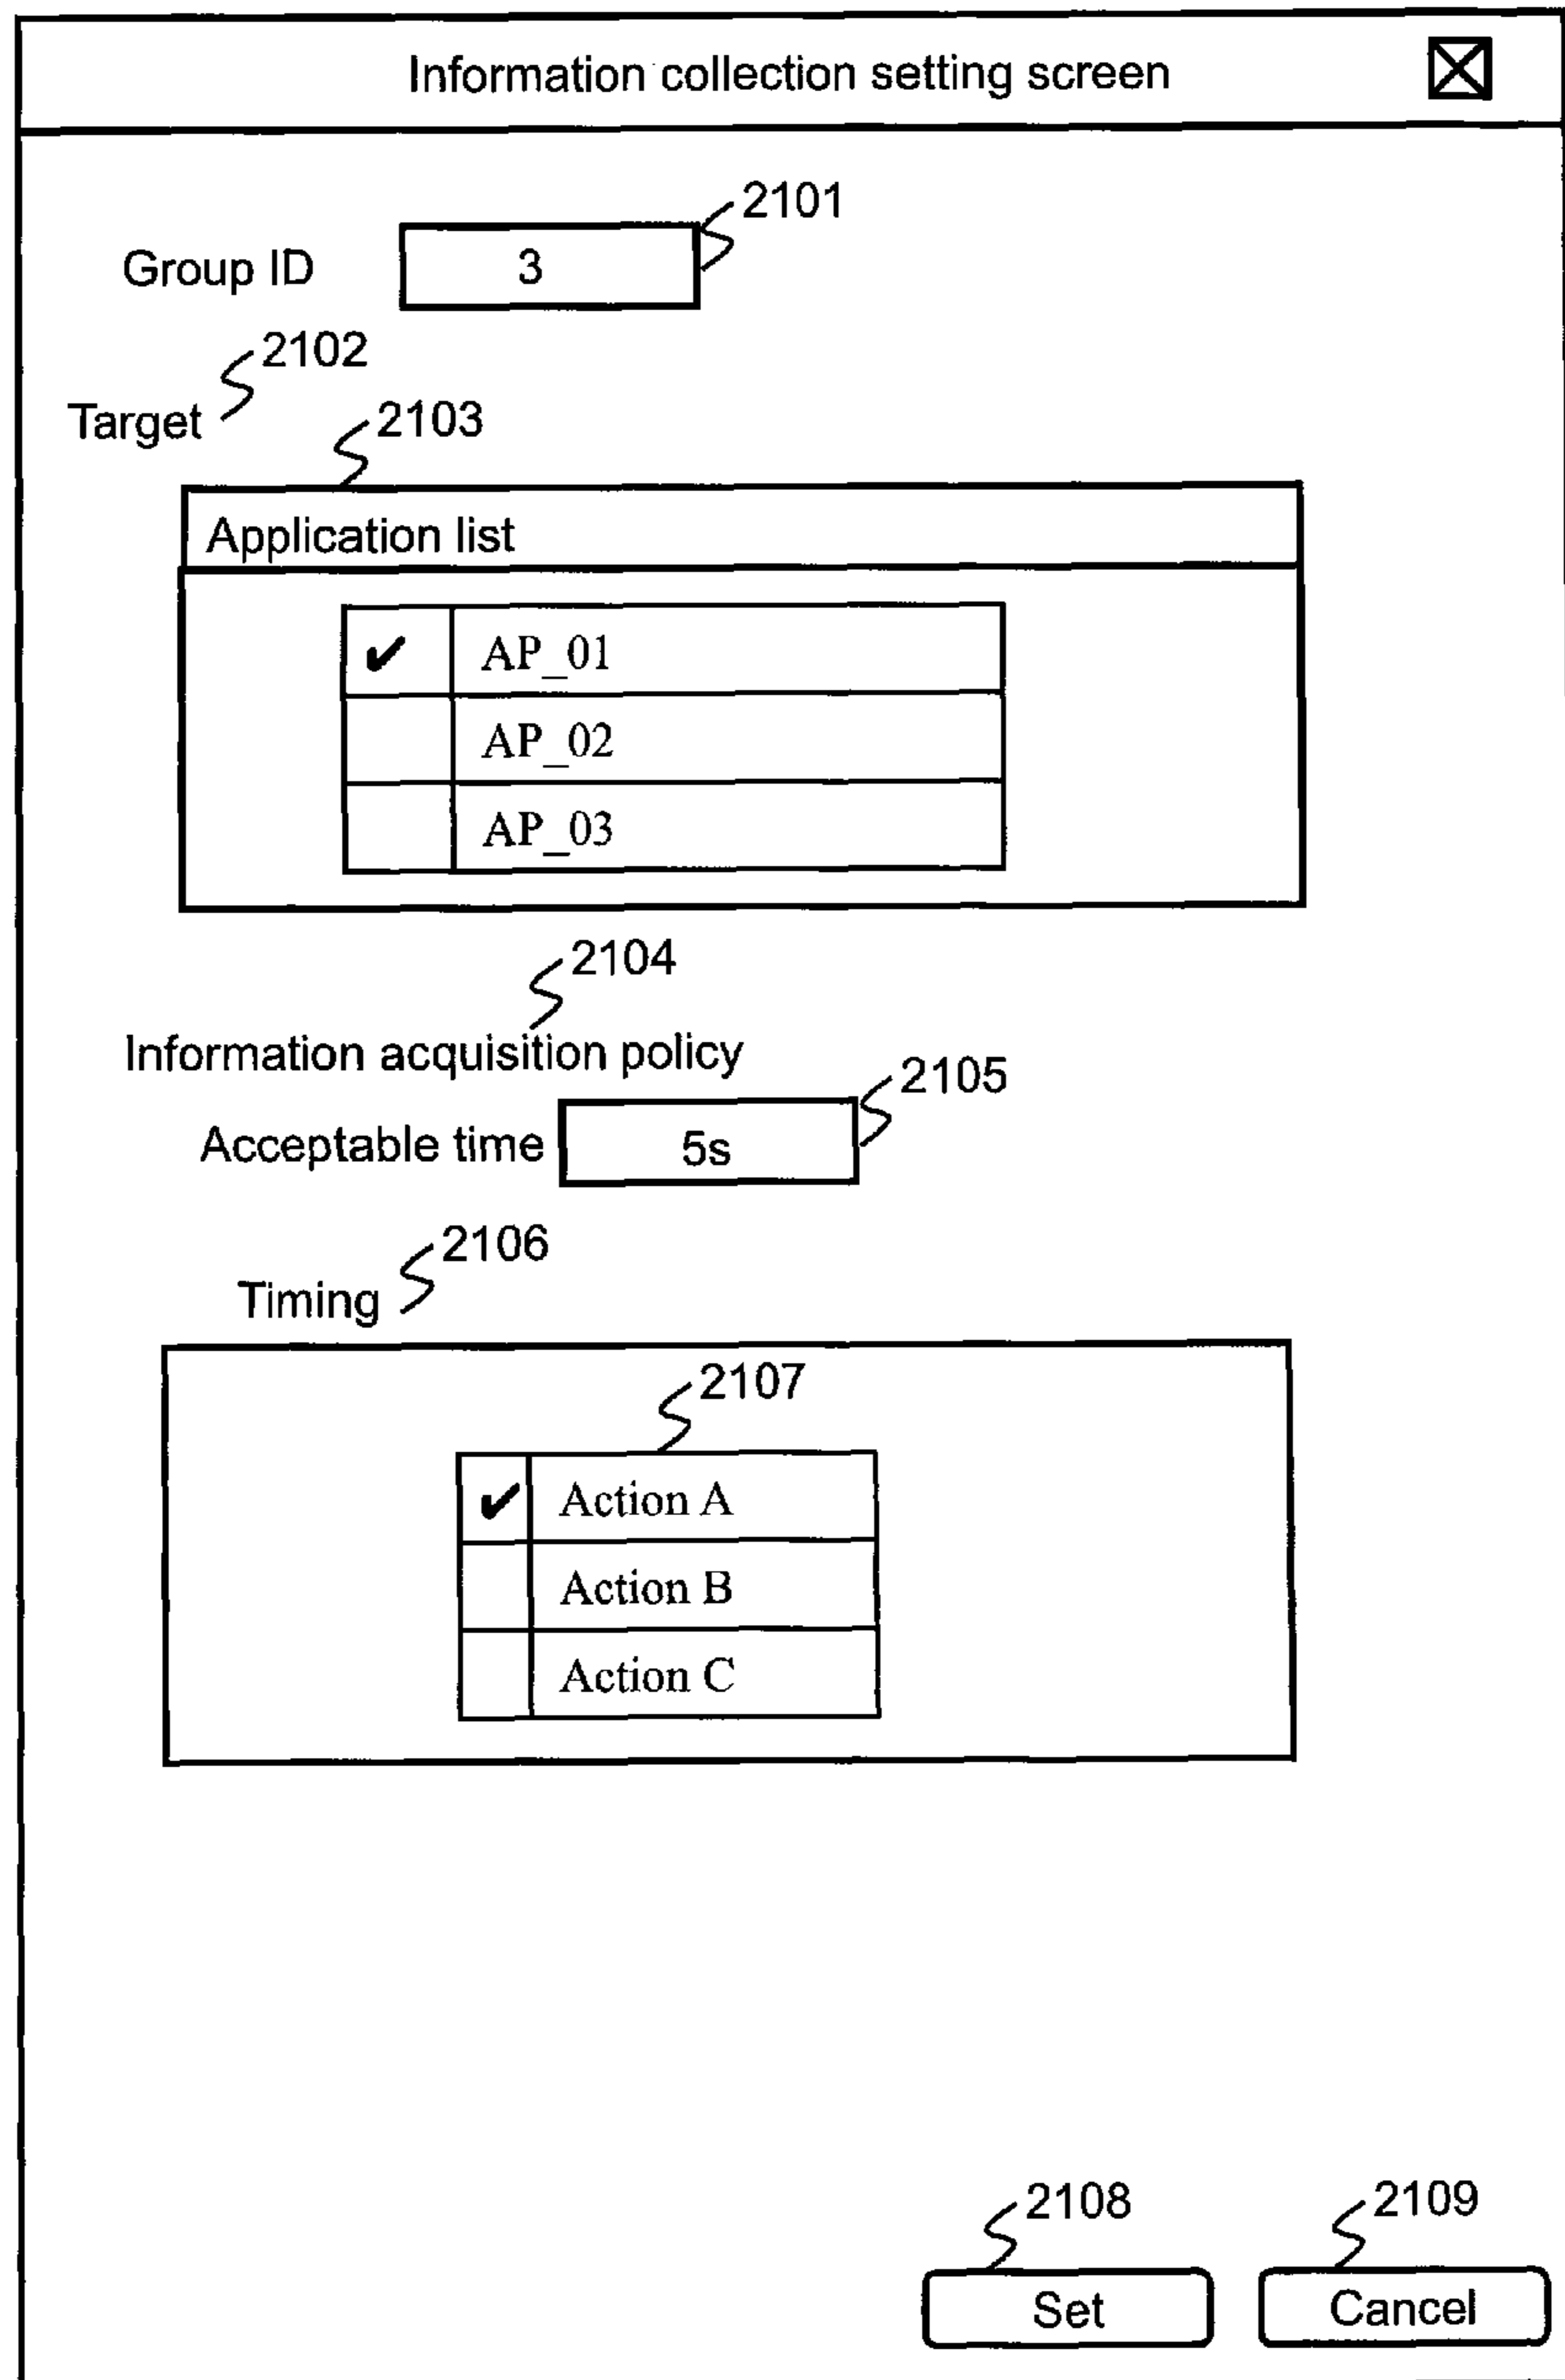 Information collection setting screen
2101
Group ID 3
2102
Target
2103
Application list
✔ AP_01
AP_02
AP_03
2104
Information acquisition policy
2105
Acceptable time 5s
2106
Timing
2107
✔ Action A
Action B
Action C
2108 2109
Set Cancel